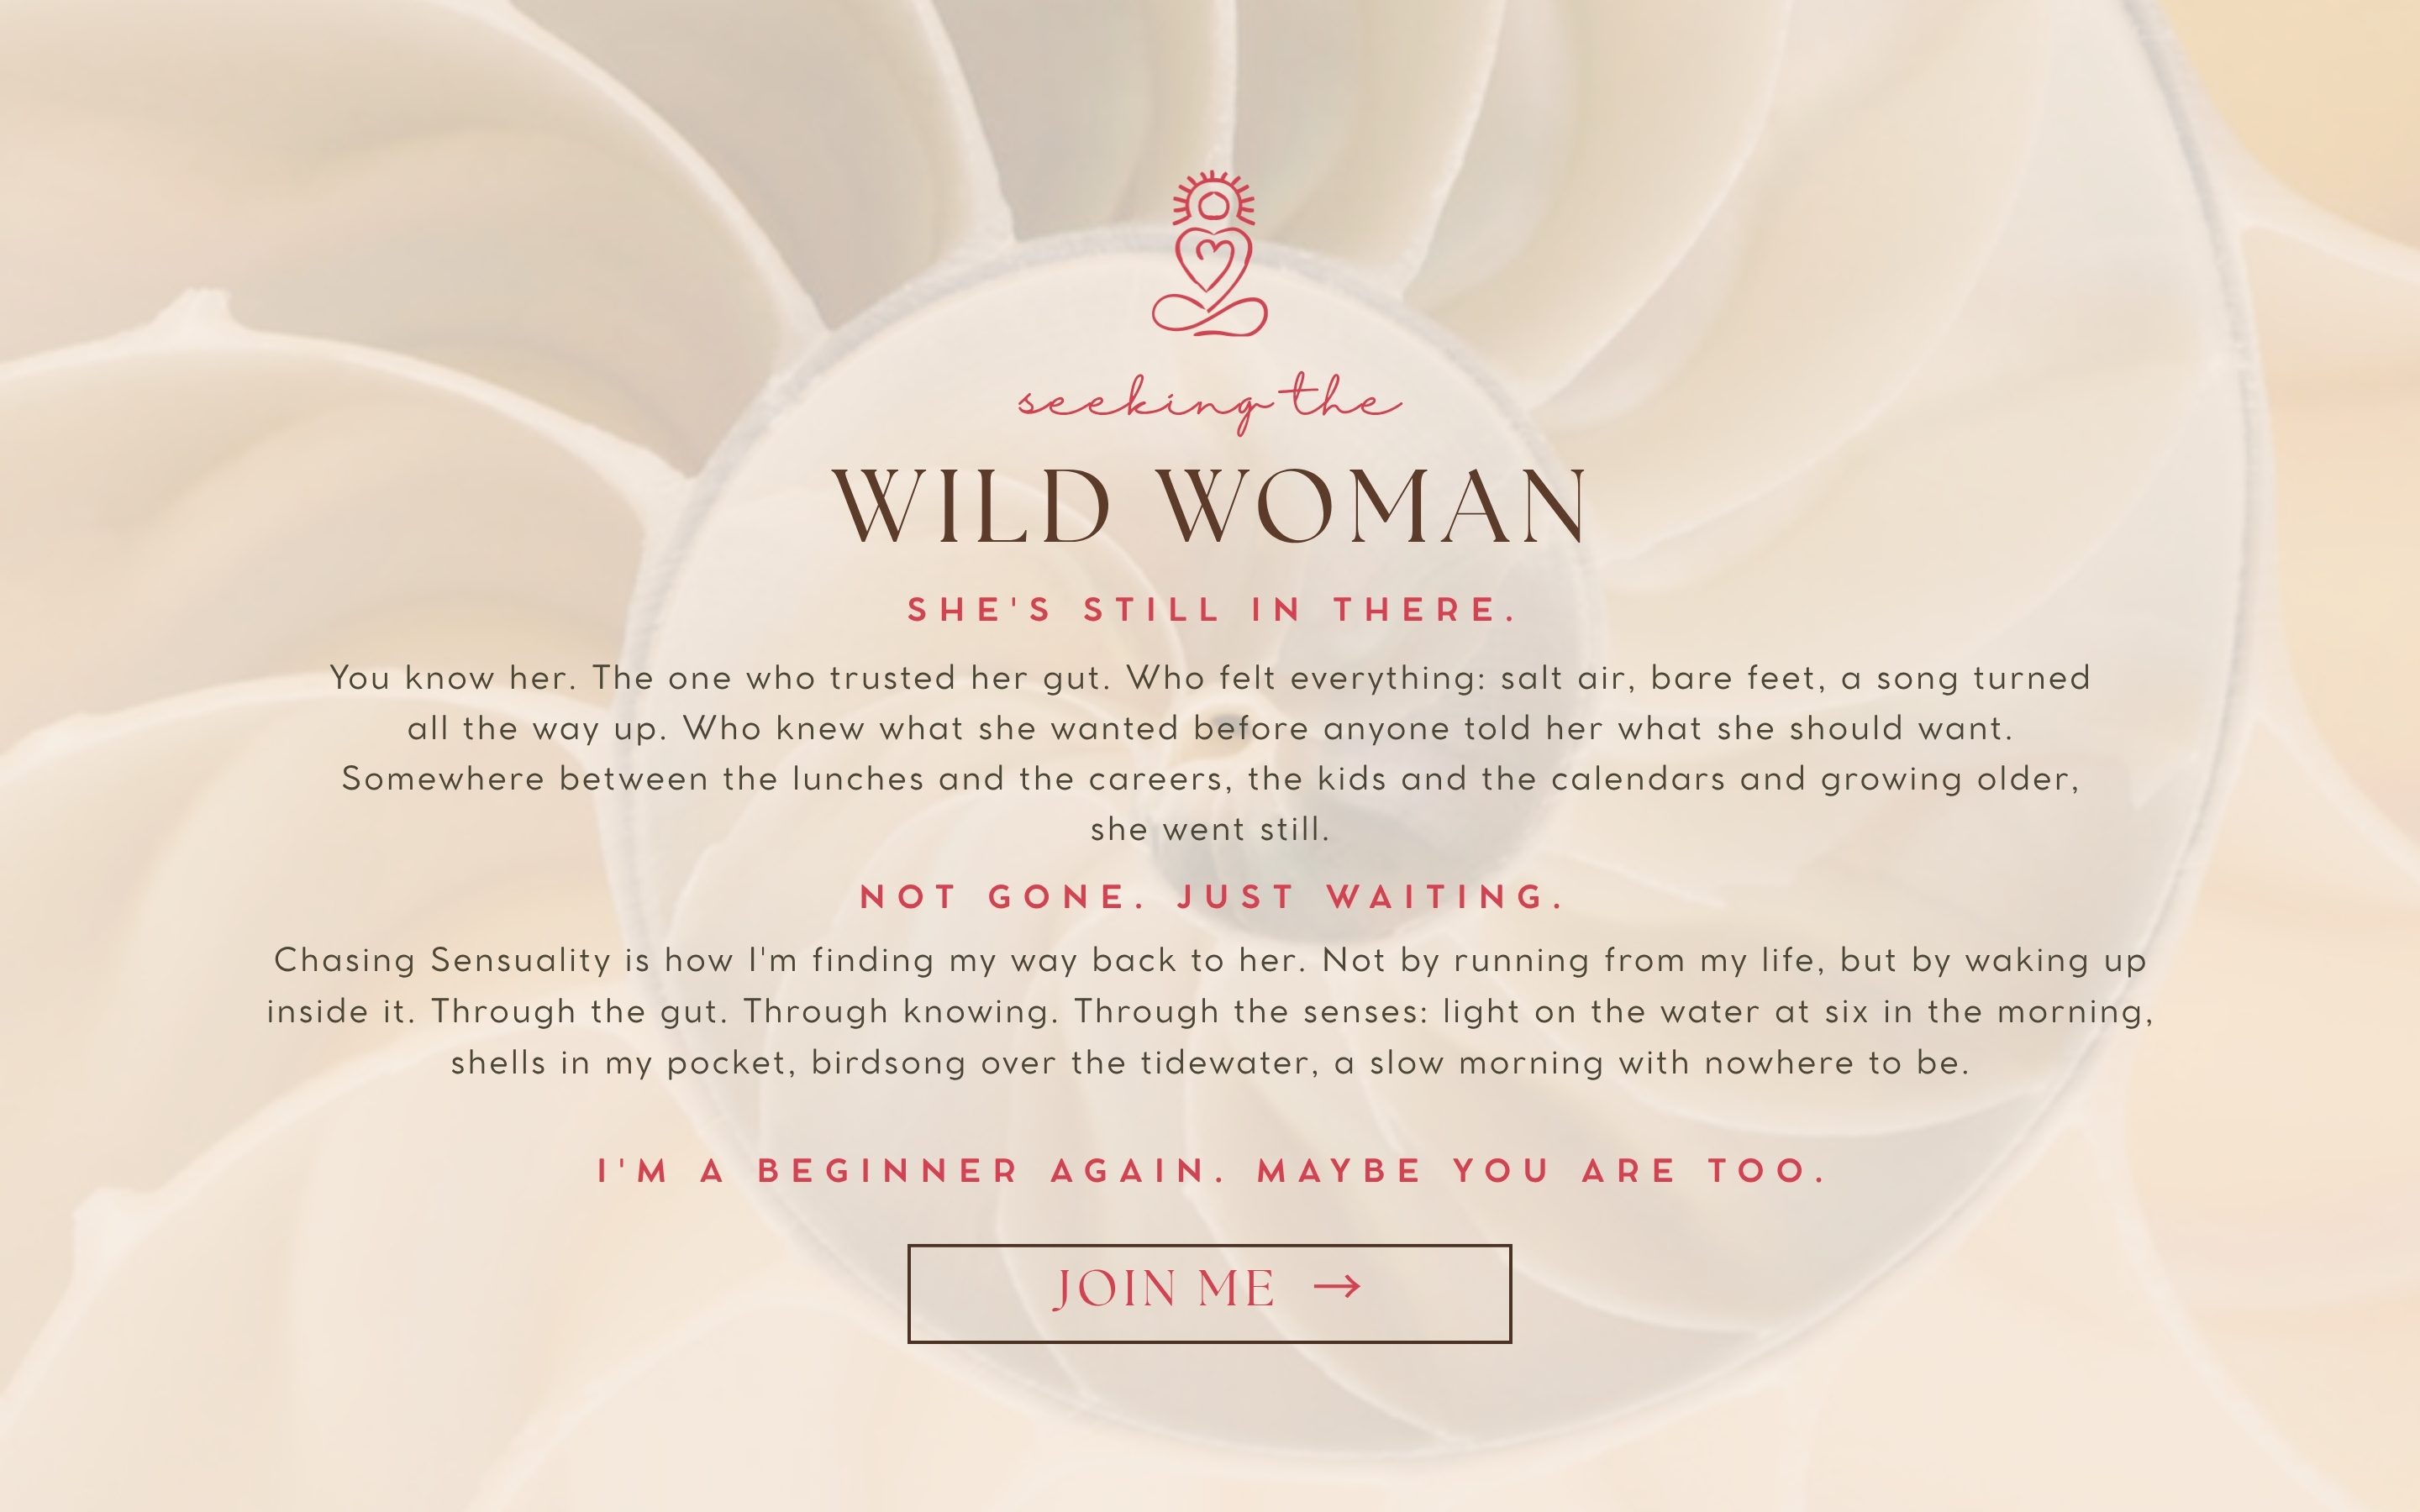 seeking the
WILD WOMAN
SHE'S STILL IN THERE.
You know her. The one who trusted her gut. Who felt everything: salt air, bare feet, a song turned
all the way up. Who knew what she wanted before anyone told her what she should want.
Somewhere between the lunches and the careers, the kids and the calendars and growing older,
she went still.
NOT GONE. JUST WAITING.
Chasing Sensuality is how I'm finding my way back to her. Not by running from my life, but by waking up
inside it. Through the gut. Through knowing. Through the senses: light on the water at six in the morning,
shells in my pocket, birdsong over the tidewater, a slow morning with nowhere to be.
I'M A BEGINNER AGAIN. MAYBE YOU ARE TOO.
JOIN ME →